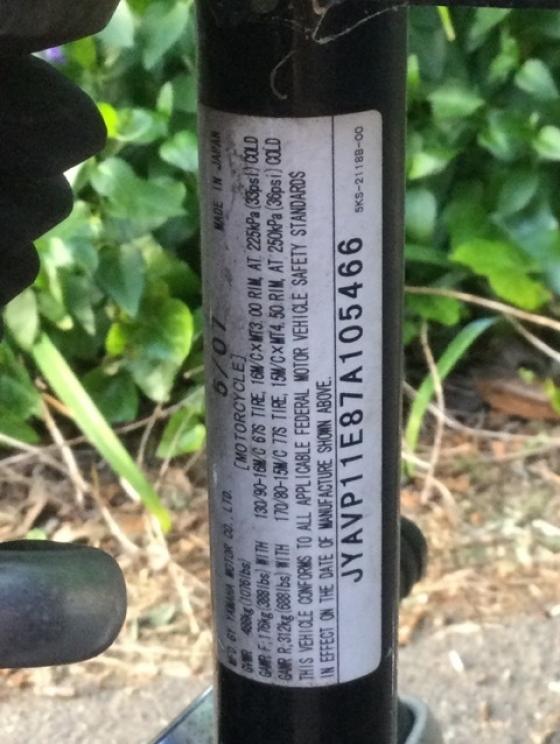 MFD BY YAMAHA MOTOR CO., LTD. 5/07 MADE IN JAPAN
GVWR 488kg(1076lbs) [MOTORCYCLE]
GAWR F,176kg(388lbs) WITH 130/90-16M/C 67S TIRE, 16M/C×MT3.00 RIM, AT 225kPa(33psi) COLD
GAWR R,312kg(688lbs) WITH 170/80-15M/C 77S TIRE, 15M/C×MT4.50 RIM, AT 250kPa(36psi) COLD
THIS VEHICLE CONFORMS TO ALL APPLICABLE FEDERAL MOTOR VEHICLE SAFETY STANDARDS
IN EFFECT ON THE DATE OF MANUFACTURE SHOWN ABOVE.
JYAVP11E87A105466 5KS-2118B-00